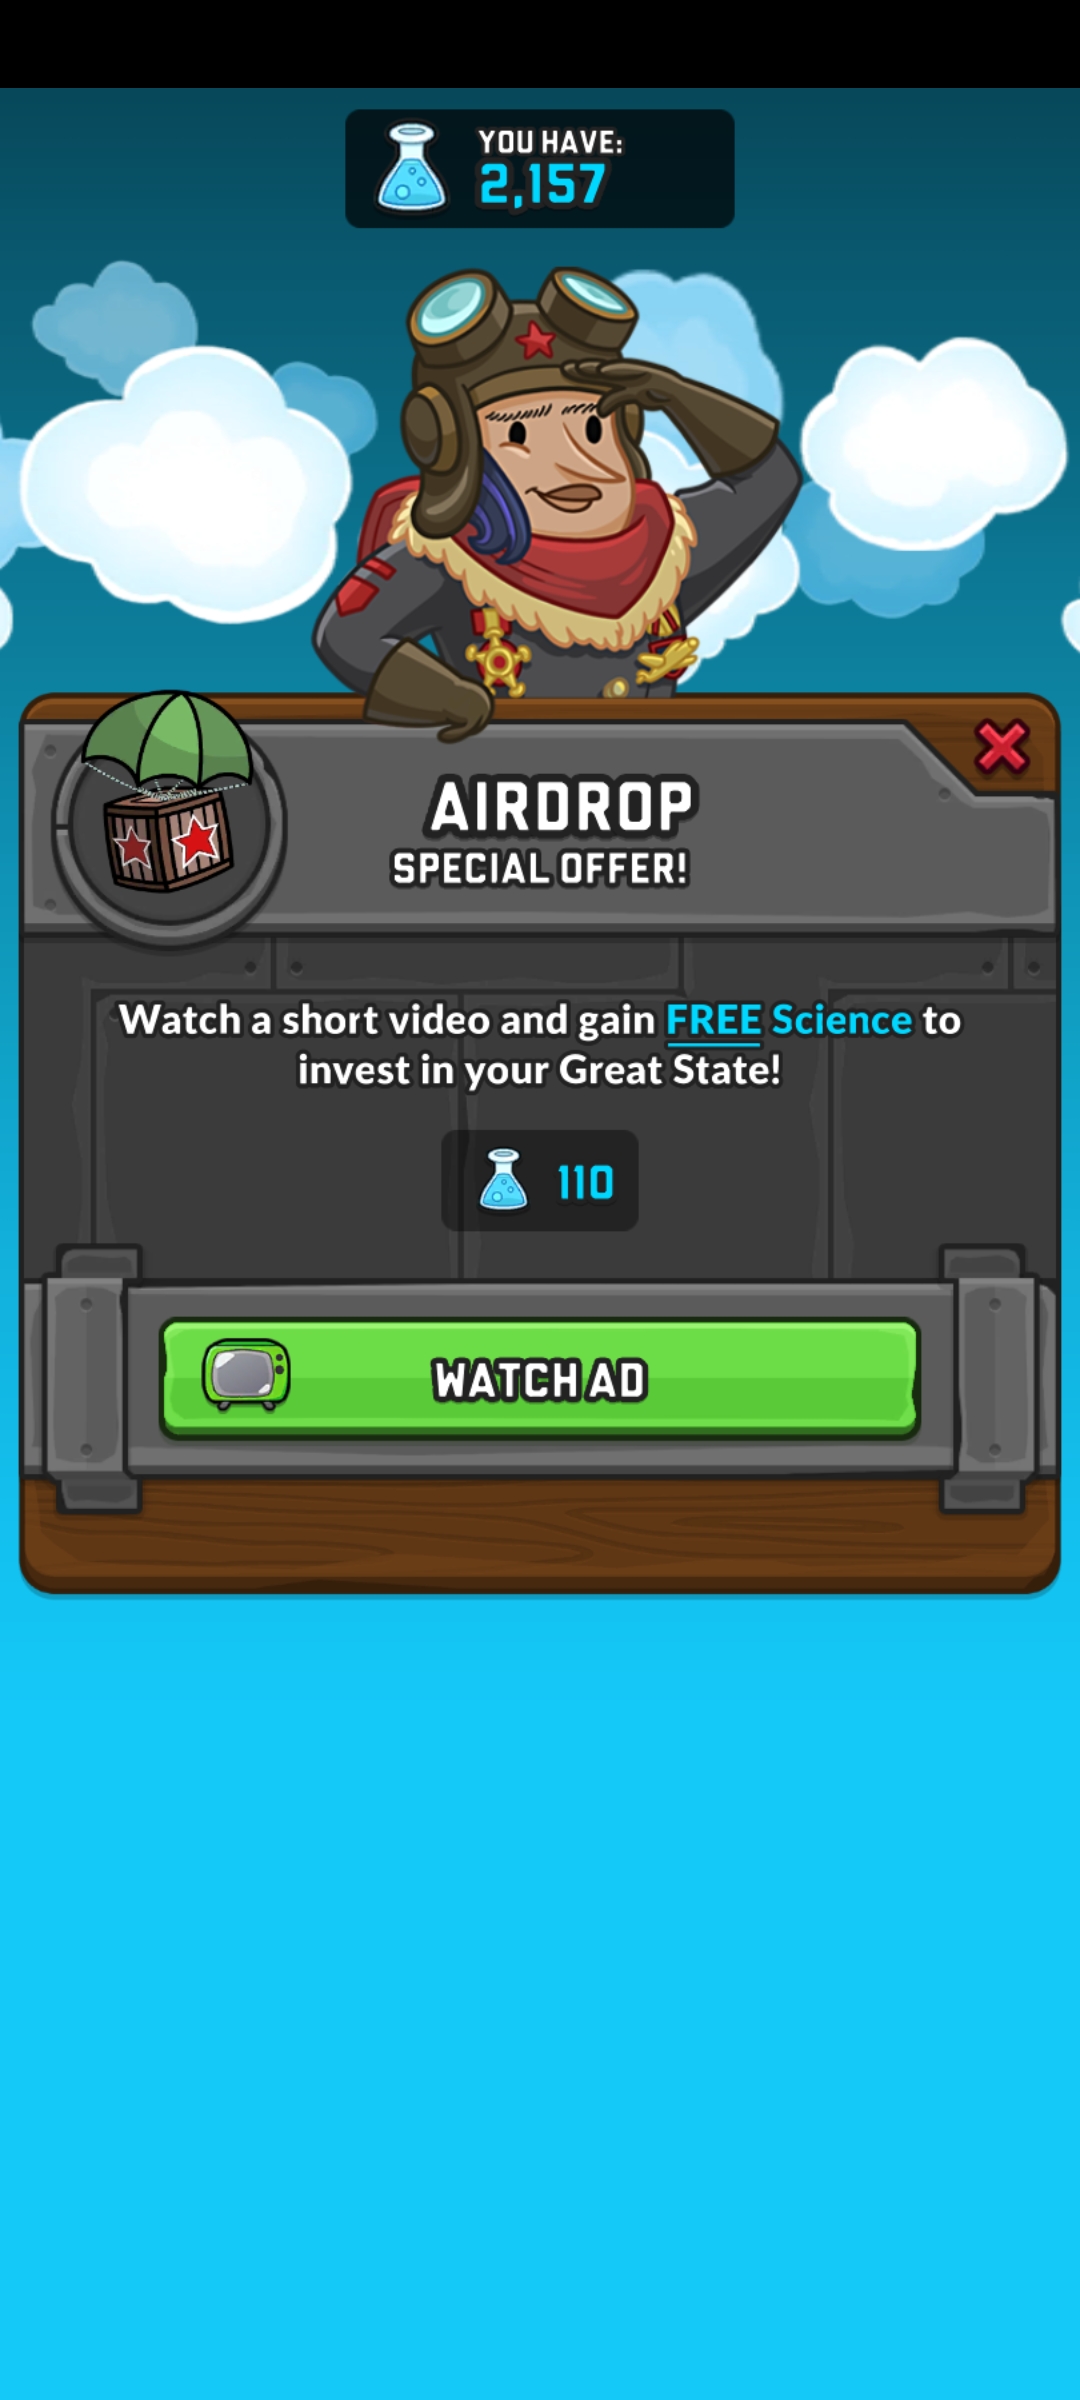 YOU HAVE:
2,157
AIRDROP
SPECIAL OFFER!
Watch a short video and gain FREE Science to
invest in your Great State!
110
WATCH AD